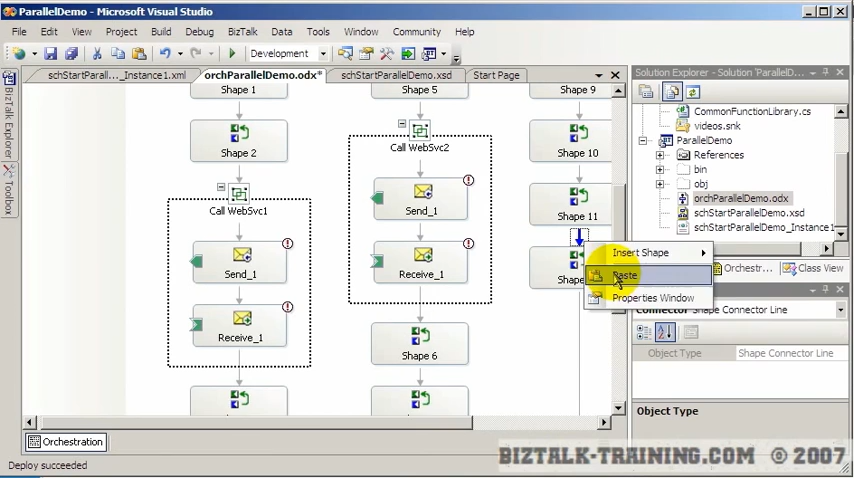 ParallelDemo - Microsoft Visual Studio
File Edit View Project Build Debug BizTalk Data Tools Window Community Help
Development
schStartParall..._Instance1.xml orchParallelDemo.odx* schStartParallelDemo.xsd Start Page
BizTalk Explorer
Toolbox
Shape 1
Shape 2
Call WebSvc1
Send_1
Receive_1
Shape 5
Call WebSvc2
Send_1
Receive_1
Shape 6
Shape 9
Shape 10
Shape 11
Shape
Insert Shape
Paste
Properties Window
Solution Explorer - Solution 'ParallelD...
CommonFunctionLibrary.cs
videos.snk
ParallelDemo
References
bin
obj
orchParallelDemo.odx
schStartParallelDemo.xsd
schStartParallelDemo_Instance1
Orchestr... Class View
Connector Shape Connector Line
Object Type Shape Connector Line
Object Type
Orchestration
Deploy succeeded
BIZTALK-TRAINING.COM © 2007